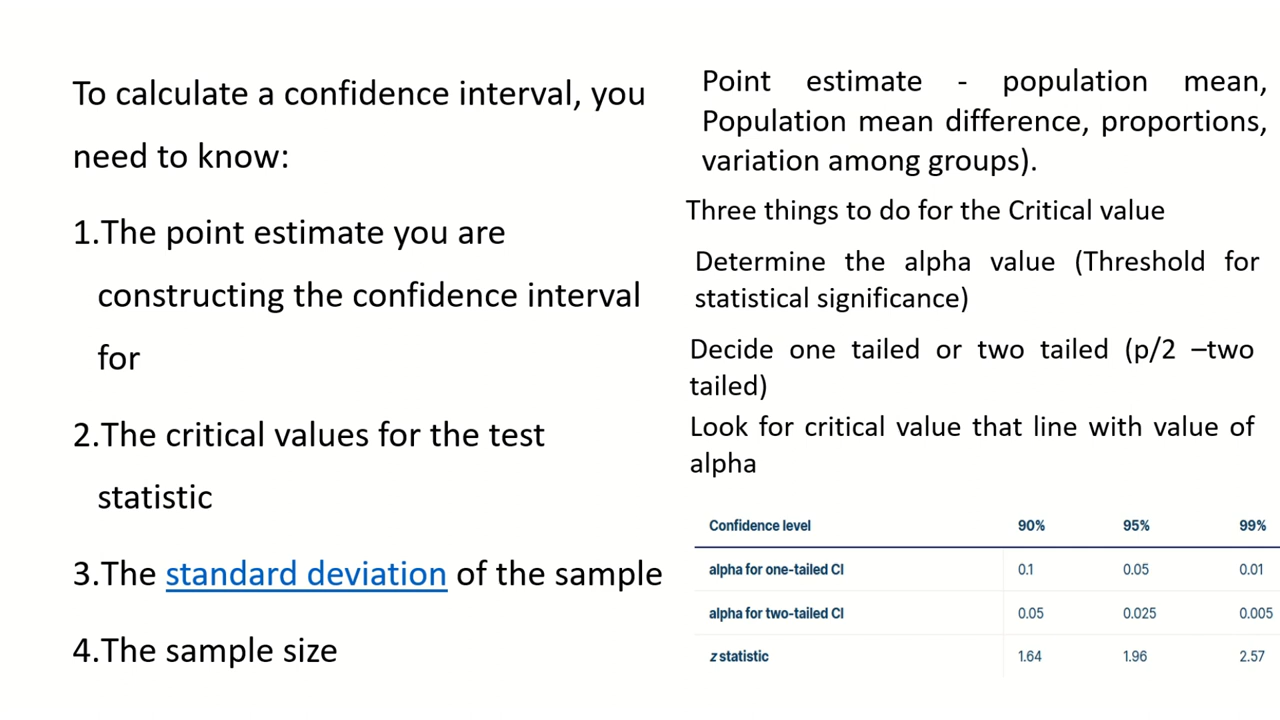 To calculate a confidence interval, you
need to know:
1.The point estimate you are
constructing the confidence interval
for
2.The critical values for the test
statistic
3.The standard deviation of the sample
4.The sample size
Point estimate - population mean,
Population mean difference, proportions,
variation among groups).
Three things to do for the Critical value
Determine the alpha value (Threshold for
statistical significance)
Decide one tailed or two tailed (p/2 –two
tailed)
Look for critical value that line with value of
alpha
Confidence level 90% 95% 99%
alpha for one-tailed CI 0.1 0.05 0.01
alpha for two-tailed CI 0.05 0.025 0.005
z statistic 1.64 1.96 2.57